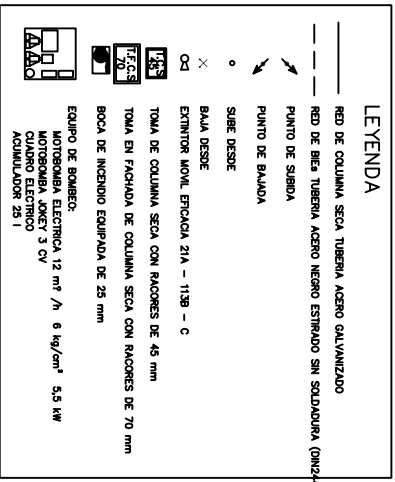 LEYENDA
RED DE COLUMNA SECA TUBERIA ACERO GALVANIZADO
RED DE BIEs TUBERIA ACERO NEGRO ESTIRADO SIN SOLDADURA (DIN244
PUNTO DE SUBIDA
PUNTO DE BAJADA
SUBE DESDE
BAJA DESDE
EXTINTOR MOVIL EFICACIA 21A - 113B - C
T.C.S 45 TOMA DE COLUMNA SECA CON RACORES DE 45 mm
T.F.C.S 70 TOMA EN FACHADA DE COLUMNA SECA CON RACORES DE 70 mm
BOCA DE INCENDIO EQUIPADA DE 25 mm
EQUIPO DE BOMBEO:
MOTOBOMBA ELECTRICA 12 m³ /h 6 kg/cm² 5,5 kW
MOTOBOMBA JOKEY 3 CV
CUADRO ELECTRICO
ACUMULADOR 25 l